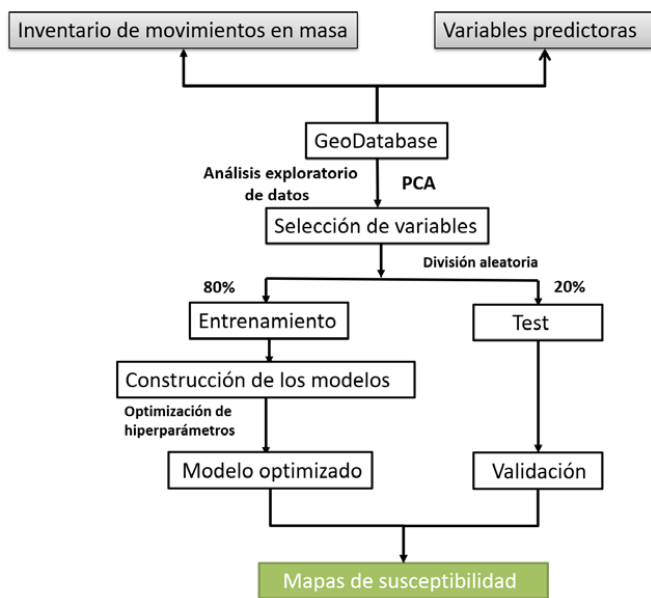 Inventario de movimientos en masa
Variables predictoras
GeoDatabase
Análisis exploratorio
de datos
PCA
Selección de variables
División aleatoria
80%
20%
Entrenamiento
Test
Construcción de los modelos
Optimización de
hiperparámetros
Modelo optimizado
Validación
Mapas de susceptibilidad